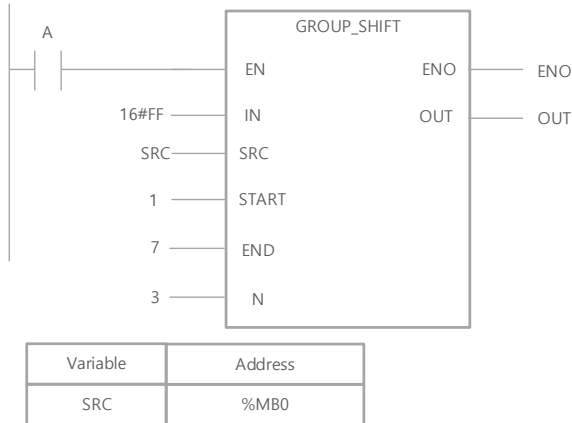 GROUP_SHIFT
A
EN ENO ENO
16#FF IN OUT OUT
SRC SRC
1 START
7 END
3 N
Variable Address
SRC %MB0